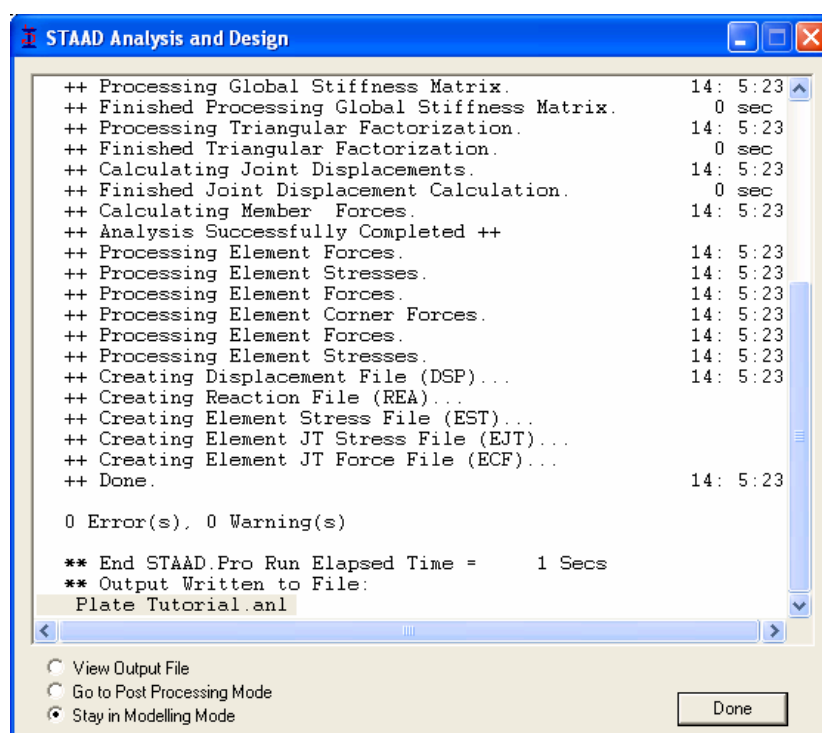 STAAD Analysis and Design
++ Processing Global Stiffness Matrix. 14: 5:23
++ Finished Processing Global Stiffness Matrix. 0 sec
++ Processing Triangular Factorization. 14: 5:23
++ Finished Triangular Factorization. 0 sec
++ Calculating Joint Displacements. 14: 5:23
++ Finished Joint Displacement Calculation. 0 sec
++ Calculating Member  Forces. 14: 5:23
++ Analysis Successfully Completed ++
++ Processing Element Forces. 14: 5:23
++ Processing Element Stresses. 14: 5:23
++ Processing Element Forces. 14: 5:23
++ Processing Element Corner Forces. 14: 5:23
++ Processing Element Forces. 14: 5:23
++ Processing Element Stresses. 14: 5:23
++ Creating Displacement File (DSP)... 14: 5:23
++ Creating Reaction File (REA)...
++ Creating Element Stress File (EST)...
++ Creating Element JT Stress File (EJT)...
++ Creating Element JT Force File (ECF)...
++ Done. 14: 5:23
0 Error(s), 0 Warning(s)
** End STAAD.Pro Run Elapsed Time = 1 Secs
** Output Written to File:
Plate Tutorial.anl
View Output File
Go to Post Processing Mode
Stay in Modelling Mode
Done